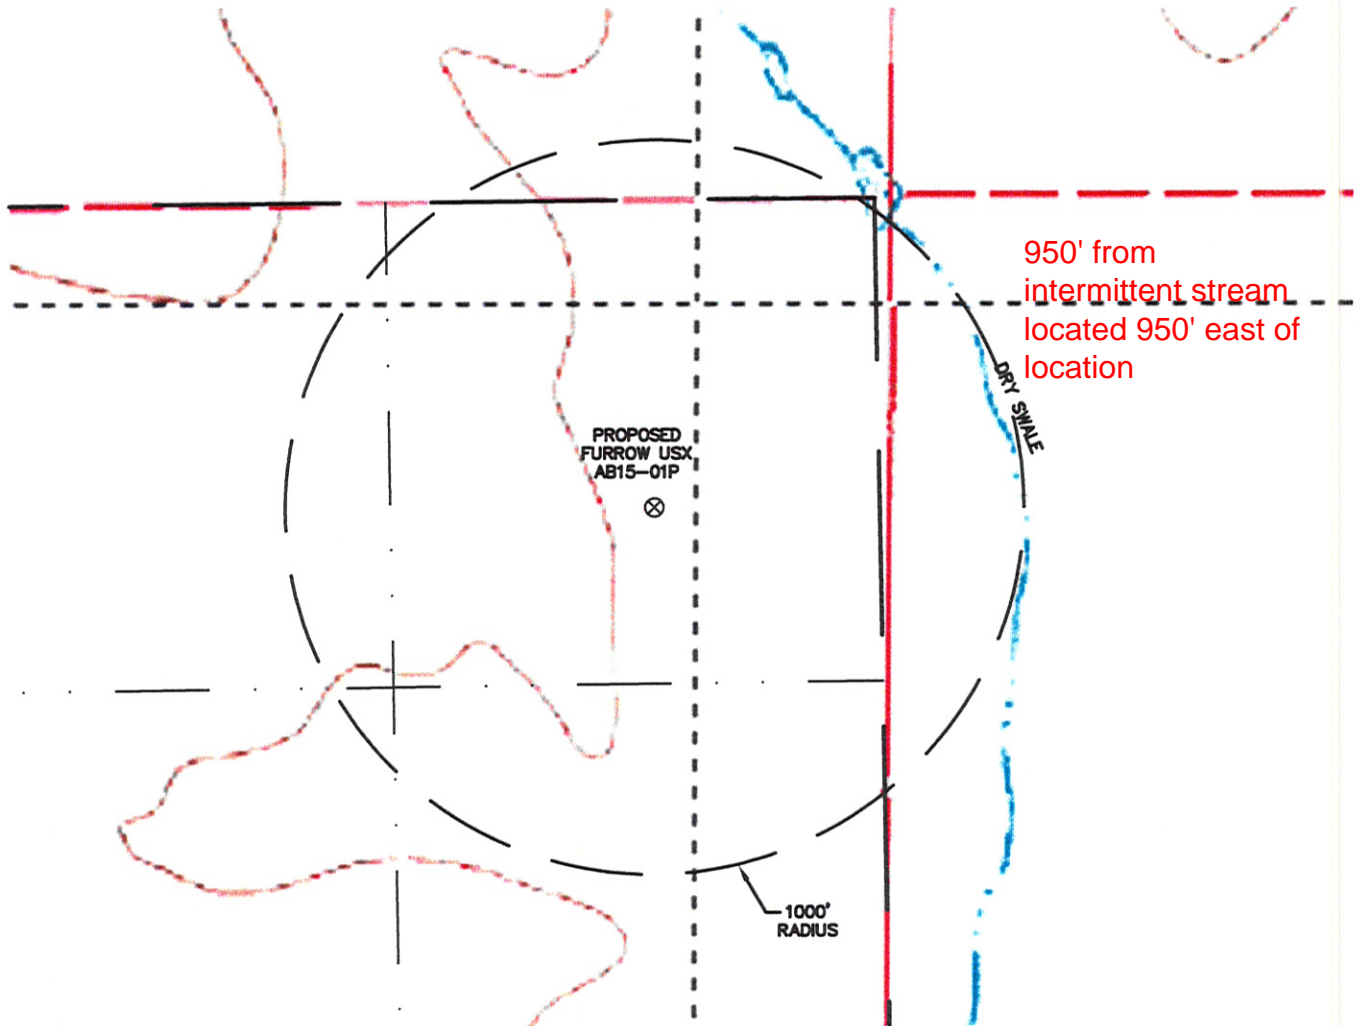 950' from
intermittent stream
located 950' east of
location
DRY SWALE
PROPOSED
FURROW USX
AB15-01P
1000'
RADIUS